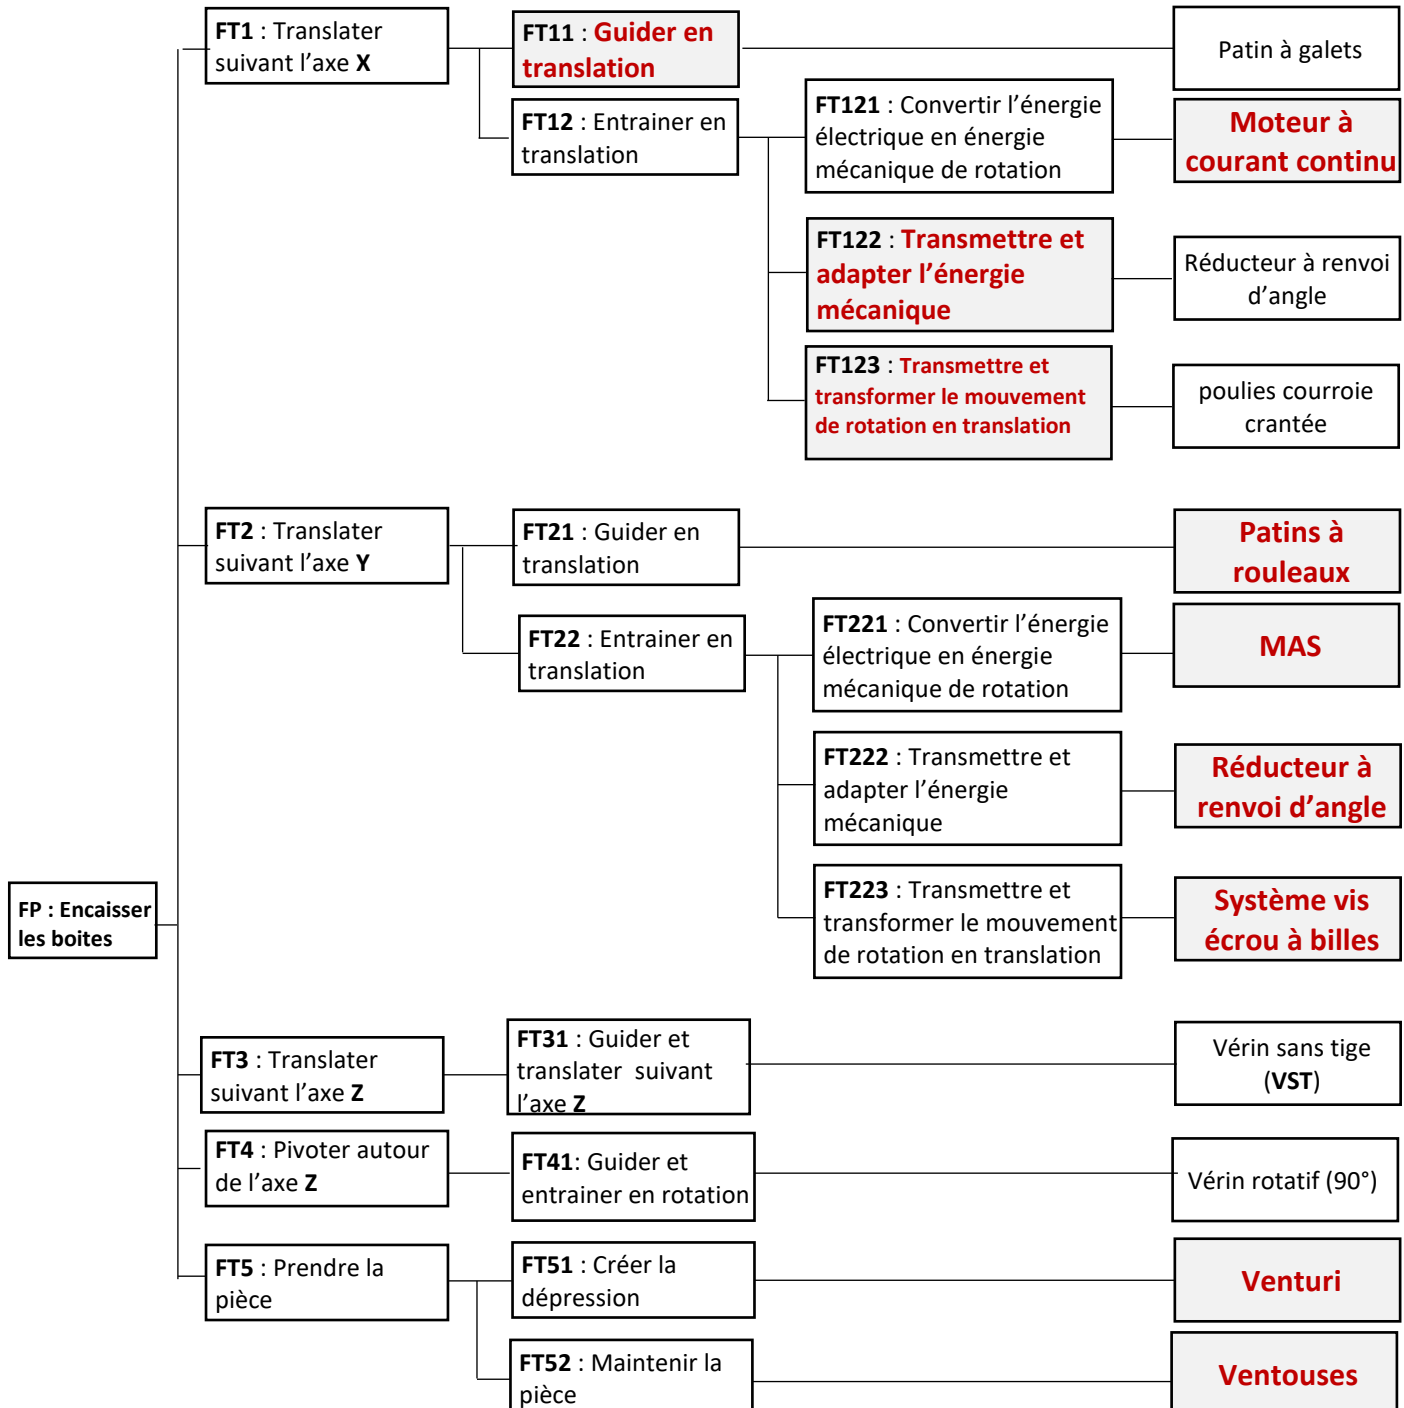 FT1 : Translater
suivant l’axe X
FT11 : Guider en
translation
Patin à galets
FT12 : Entrainer en
translation
FT121 : Convertir l’énergie
électrique en énergie
mécanique de rotation
Moteur à
courant continu
FT122 : Transmettre et
adapter l’énergie
mécanique
Réducteur à renvoi
d’angle
FT123 : Transmettre et
transformer le mouvement
de rotation en translation
poulies courroie
crantée
FT2 : Translater
suivant l’axe Y
FT21 : Guider en
translation
Patins à
rouleaux
FT22 : Entrainer en
translation
FT221 : Convertir l’énergie
électrique en énergie
mécanique de rotation
MAS
FT222 : Transmettre et
adapter l’énergie
mécanique
Réducteur à
renvoi d’angle
FT223 : Transmettre et
transformer le mouvement
de rotation en translation
Système vis
écrou à billes
FP : Encaisser
les boites
FT3 : Translater
suivant l’axe Z
FT31 : Guider et
translater suivant
l’axe Z
Vérin sans tige
(VST)
FT4 : Pivoter autour
de l’axe Z
FT41: Guider et
entrainer en rotation
Vérin rotatif (90°)
FT5 : Prendre la
pièce
FT51 : Créer la
dépression
Venturi
FT52 : Maintenir la
pièce
Ventouses